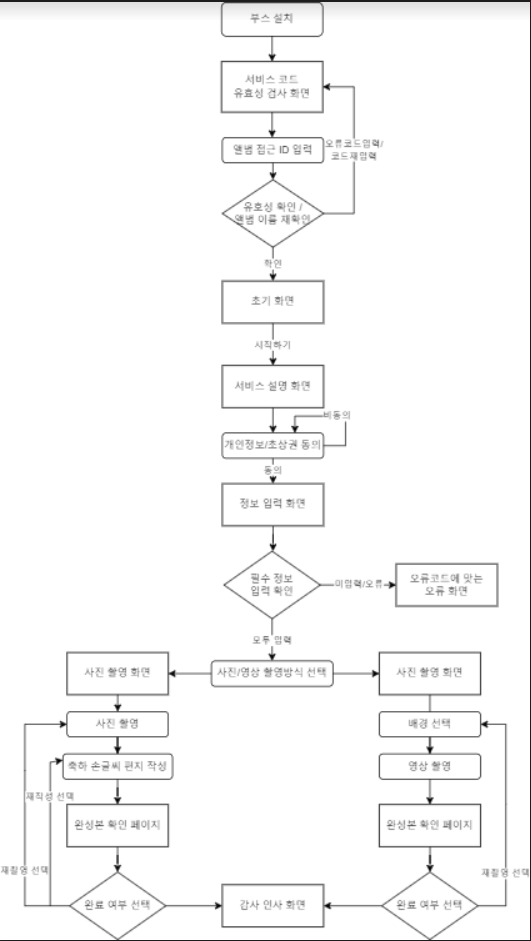 부스 설치
서비스 코드
유효성 검사 화면
앨범 접근 ID 입력
오류코드입력/
코드재입력
유효성 확인 /
앨범 이름 재확인
확인
초기 화면
시작하기
서비스 설명 화면
비동의
개인정보/초상권 동의
동의
정보 입력 화면
필수 정보
입력 확인
미입력/오류
오류코드에 맞는
오류 화면
모두 입력
사진 촬영 화면
사진/영상 촬영방식 선택
사진 촬영 화면
사진 촬영
배경 선택
축하 손글씨 편지 작성
영상 촬영
재작성 선택
완성본 확인 페이지
완성본 확인 페이지
재촬영 선택
재촬영 선택
완료 여부 선택
감사 인사 화면
완료 여부 선택